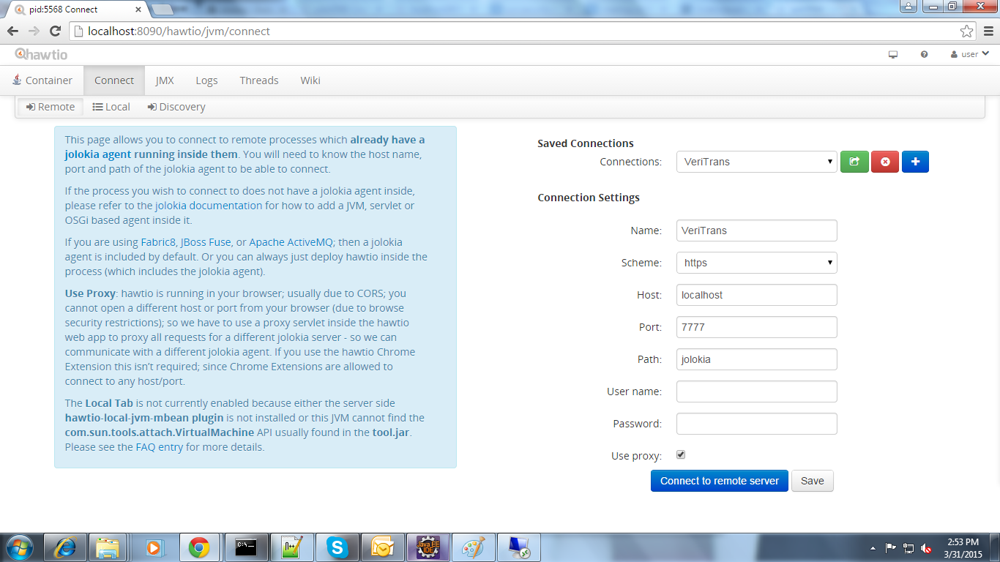 pid:5568 Connect
localhost:8090/hawtio/jvm/connect
hawtio
user
Container Connect JMX Logs Threads Wiki
Remote Local Discovery
This page allows you to connect to remote processes which already have a
jolokia agent running inside them. You will need to know the host name,
port and path of the jolokia agent to be able to connect.
If the process you wish to connect to does not have a jolokia agent inside,
please refer to the jolokia documentation for how to add a JVM, servlet or
OSGi based agent inside it.
If you are using Fabric8, JBoss Fuse, or Apache ActiveMQ; then a jolokia
agent is included by default. Or you can always just deploy hawtio inside the
process (which includes the jolokia agent).
Use Proxy: hawtio is running in your browser; usually due to CORS; you
cannot open a different host or port from your browser (due to browse
security restrictions); so we have to use a proxy servlet inside the hawtio
web app to proxy all requests for a different jolokia server - so we can
communicate with a different jolokia agent. If you use the hawtio Chrome
Extension this isn’t required; since Chrome Extensions are allowed to
connect to any host/port.
The Local Tab is not currently enabled because either the server side
hawtio-local-jvm-mbean plugin is not installed or this JVM cannot find the
com.sun.tools.attach.VirtualMachine API usually found in the tool.jar.
Please see the FAQ entry for more details.
Saved Connections
Connections: VeriTrans
Connection Settings
Name: VeriTrans
Scheme: https
Host: localhost
Port: 7777
Path: jolokia
User name:
Password:
Use proxy:
Connect to remote server Save
C:\
N++
S
Java EE
IDE
2:53 PM
3/31/2015